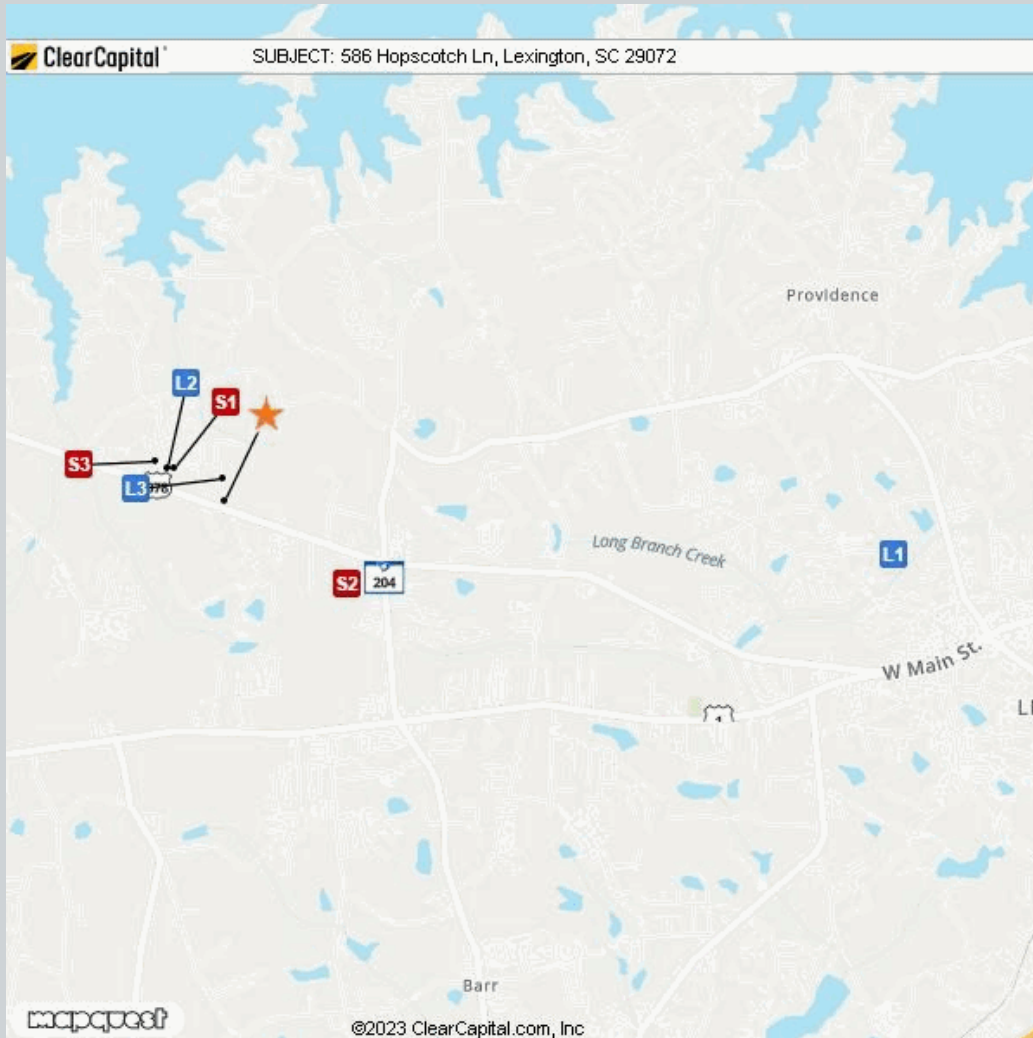 ClearCapital
SUBJECT: 586 Hopscotch Ln, Lexington, SC 29072
Providence
L2
S1
S3
L3
S2
204
Long Branch Creek
L1
W Main St.
1
Barr
mapquest
©2023 ClearCapital.com, Inc